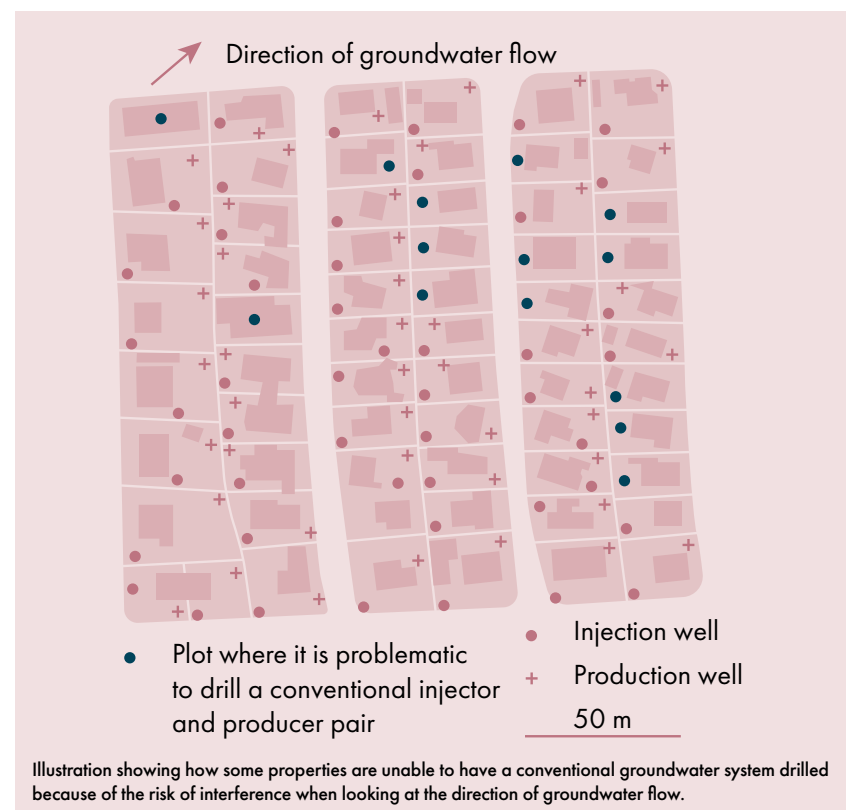 Direction of groundwater flow
Plot where it is problematic
to drill a conventional injector
and producer pair
Injection well
Production well
50 m
Illustration showing how some properties are unable to have a conventional groundwater system drilled
because of the risk of interference when looking at the direction of groundwater flow.